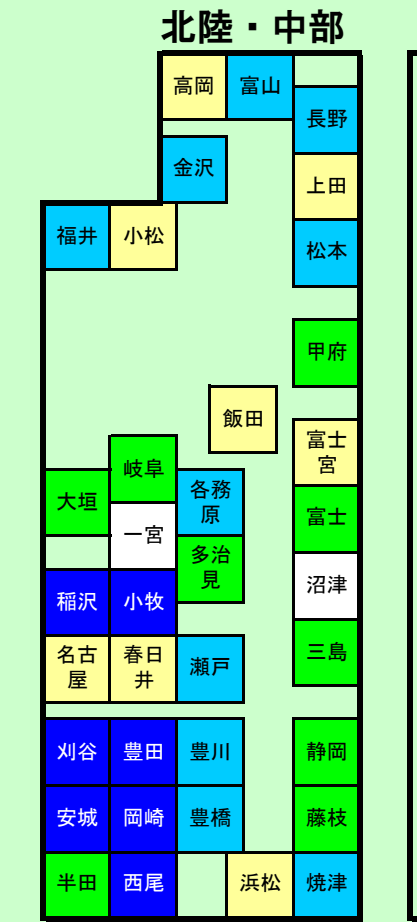 北陸・中部
高岡
富山
長野
金沢
上田
福井
小松
松本
甲府
飯田
富士
宮
岐阜
大垣
各務
原
富士
一宮
多治
見
沼津
稲沢
小牧
名古
屋
春日
井
瀬戸
三島
刈谷
豊田
豊川
静岡
安城
岡崎
豊橋
藤枝
半田
西尾
浜松
焼津